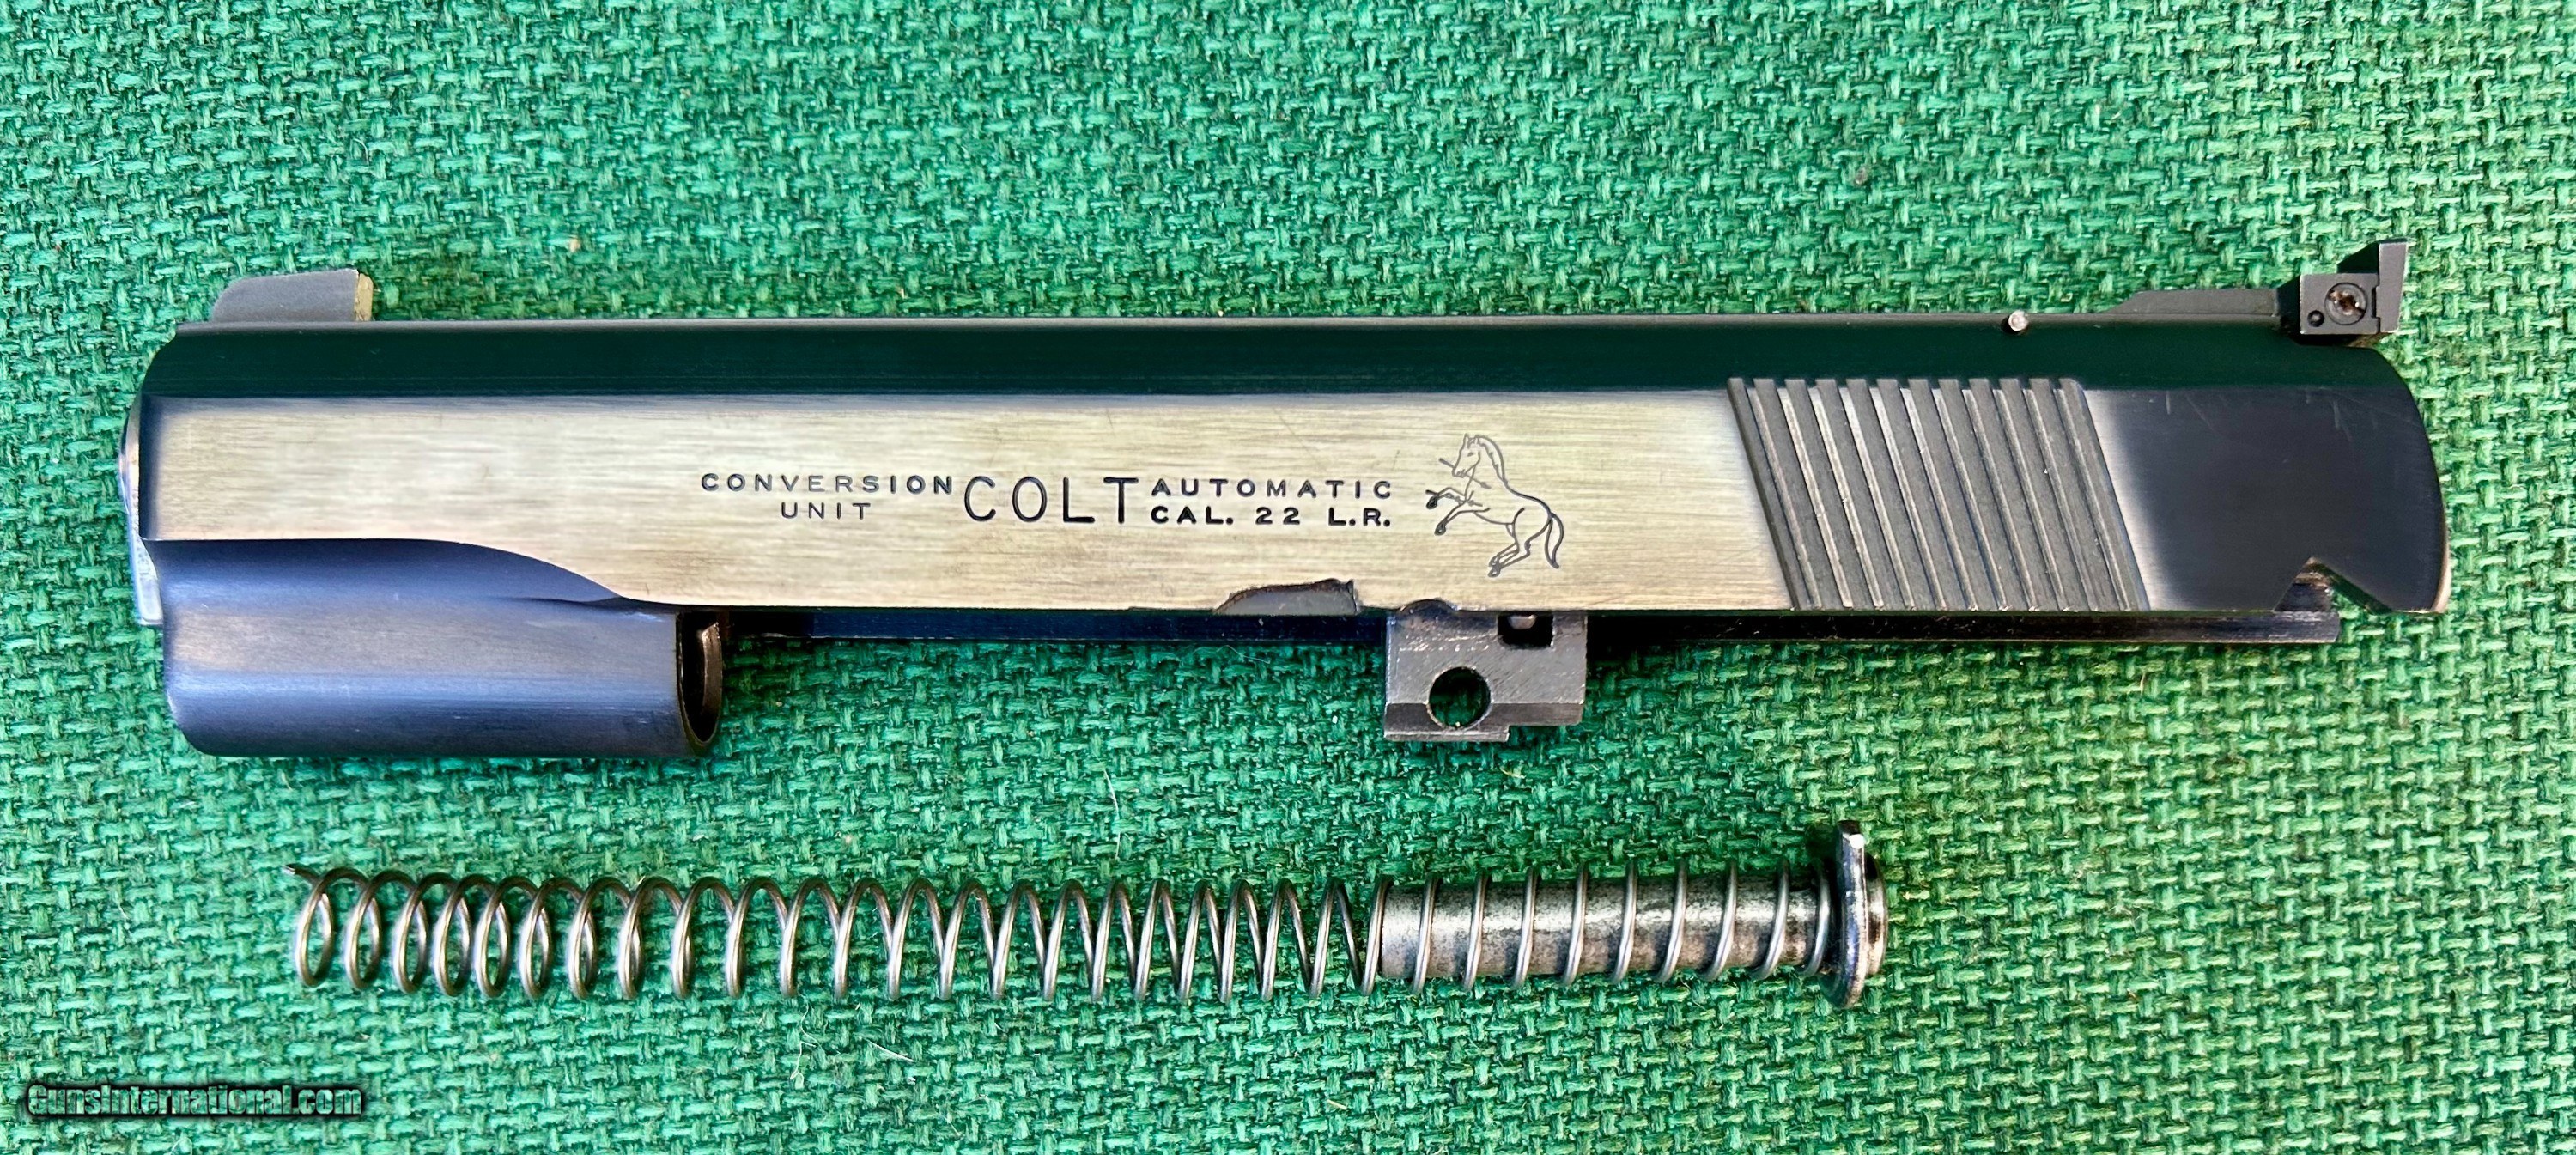 CONVERSION UNIT
COLT
AUTOMATIC
CAL. 22 L.R.
GunsInternational.com